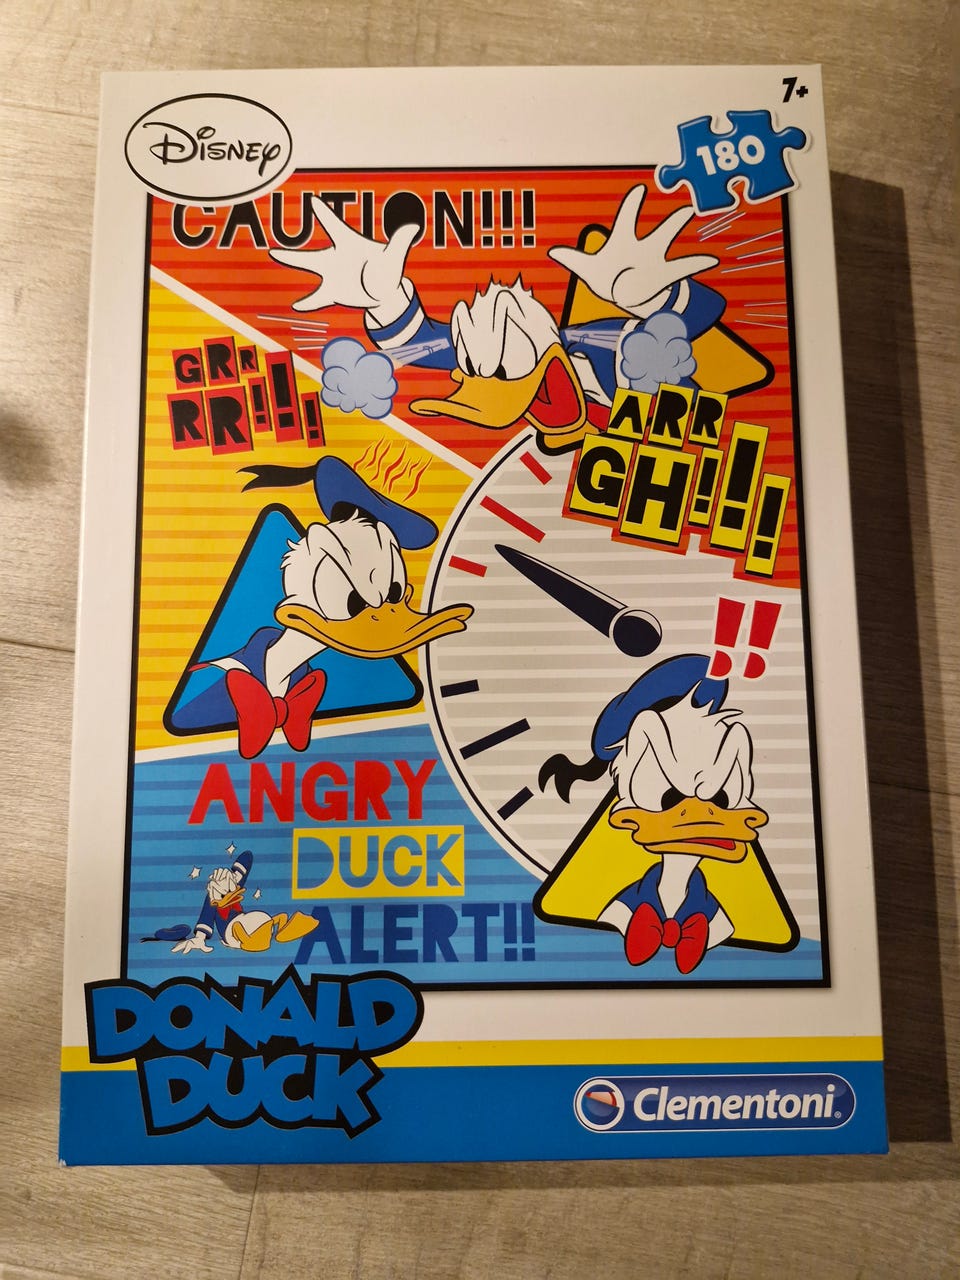 7+
Disney
180
CAUTION!!!
GRR
RR!!!
ARR
GH!!!
!!
ANGRY
DUCK
ALERT!!
DONALD
DUCK
Clementoni®